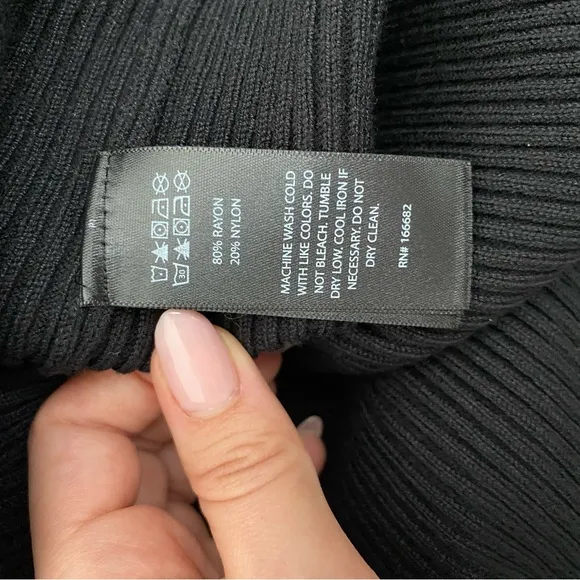 80% RAYON
20% NYLON
MACHINE WASH COLD
WITH LIKE COLORS. DO
NOT BLEACH. TUMBLE
DRY LOW. COOL IRON IF
NECESSARY. DO NOT
DRY CLEAN.
RN# 166682